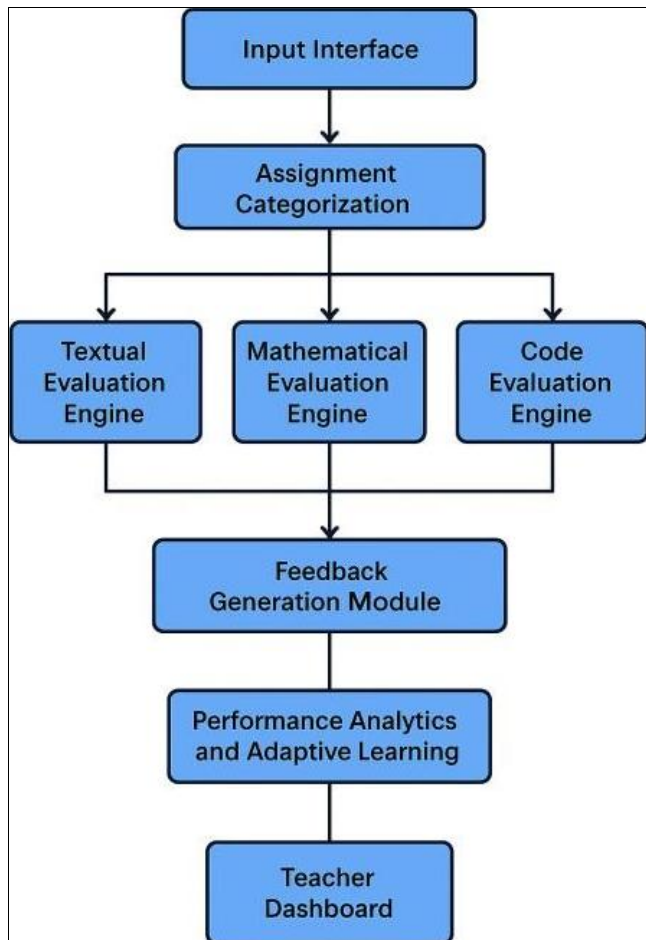 Input Interface
Assignment
Categorization
Textual
Evaluation
Engine
Mathematical
Evaluation
Engine
Code
Evaluation
Engine
Feedback
Generation Module
Performance Analytics
and Adaptive Learning
Teacher
Dashboard